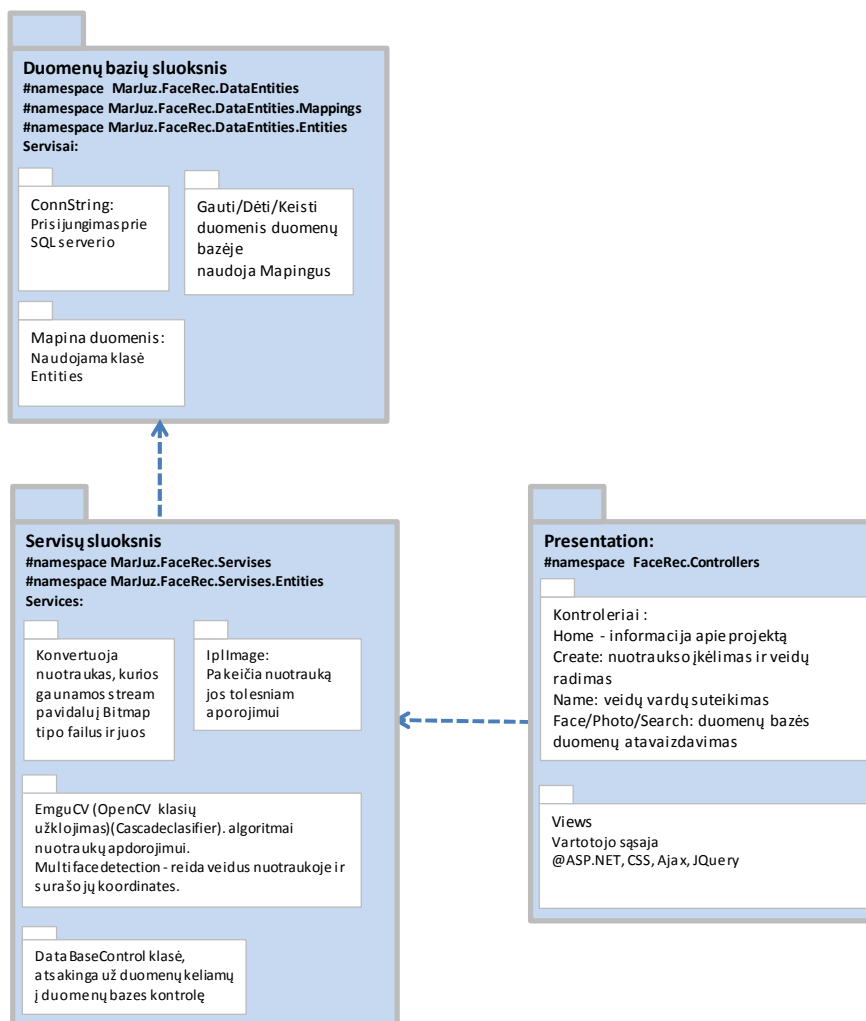 Duomenų bazių sluoksnis
#namespace MarJuz.FaceRec.DataEntities
#namespace MarJuz.FaceRec.DataEntities.Mappings
#namespace MarJuz.FaceRec.DataEntities.Entities
Servisai:
ConnString:
Prisijungimas prie
SQL serverio
Gauti/Dėti/Keisti
duomenis duomenų
bazėje
naudoja Mapingus
Mapina duomenis:
Naudojama klasė
Entities
Servisų sluoksnis
#namespace MarJuz.FaceRec.Servises
#namespace MarJuz.FaceRec.Servises.Entities
Services:
Konvertuoja
nuotraukas, kurios
gaunamos stream
pavidalu į Bitmap
tipo failus ir juos
IplImage:
Pakeičia nuotrauką
jos tolesniam
aporojimui
EmguCV (OpenCV klasių
užklojimas)(Cascadeclasifier). algoritmai
nuotraukų apdorojimui.
Multifacedetection - reida veidus nuotraukoje ir
surašo jų koordinates.
DataBaseControl klasė,
atsakinga už duomenų keliamų
į duomenų bazes kontrolę
Presentation:
#namespace FaceRec.Controllers
Kontroleriai :
Home - informacija apie projektą
Create: nuotraukso įkėlimas ir veidų
radimas
Name: veidų vardų suteikimas
Face/Photo/Search: duomenų bazės
duomenų atavaizdavimas
Views
Vartotojo sąsaja
@ASP.NET, CSS, Ajax, JQuery